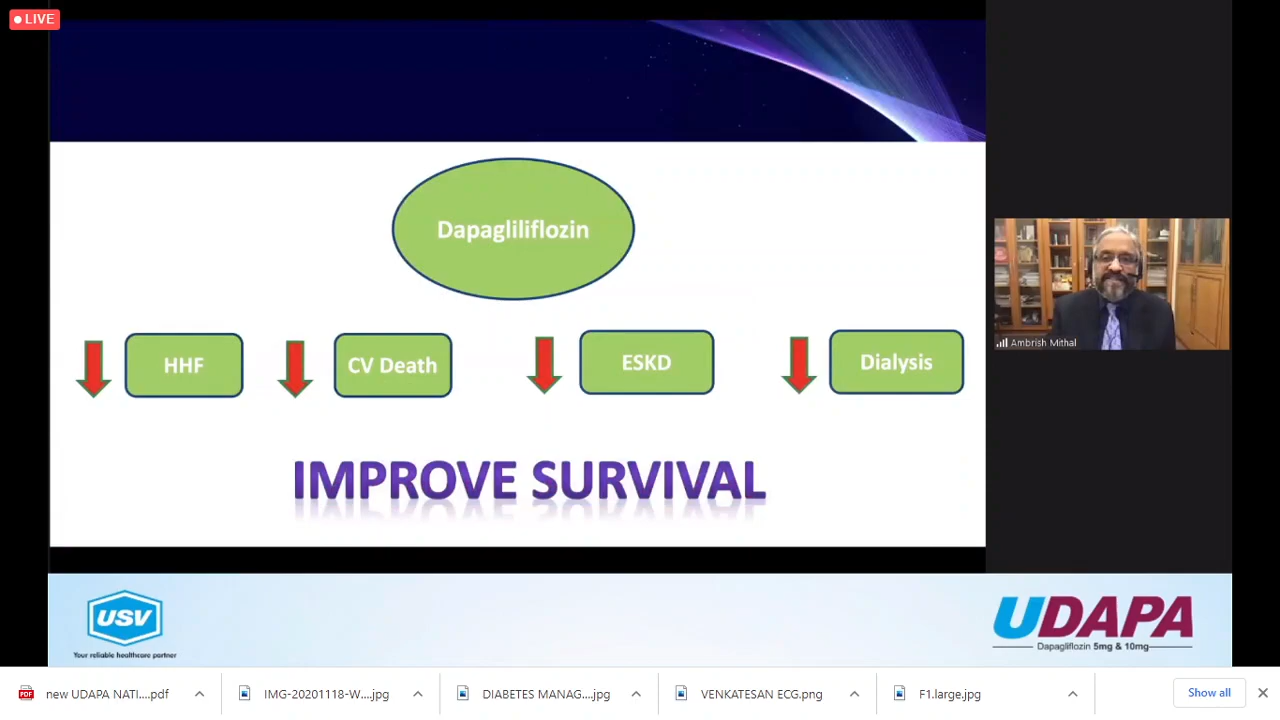 LIVE
Dapagliliflozin
HHF
CV Death
ESKD
Dialysis
IMPROVE SURVIVAL
Ambrish Mithal
USV
Your reliable healthcare partner
UDAPA
Dapagliflozin 5mg & 10mg
new UDAPA NATI....pdf
IMG-20201118-W....jpg
DIABETES MANAG....jpg
VENKATESAN ECG.png
F1.large.jpg
Show all
PDF